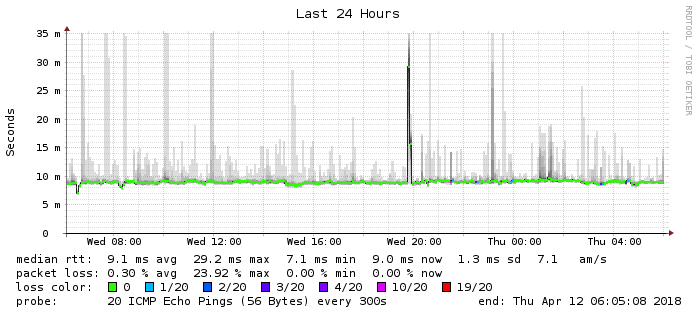 Last 24 Hours
RRDTOOL / TOBI OETIKER
Seconds
35 m
30 m
25 m
20 m
15 m
10 m
5 m
0
Wed 08:00 Wed 12:00 Wed 16:00 Wed 20:00 Thu 00:00 Thu 04:00
median rtt: 9.1 ms avg 29.2 ms max 7.1 ms min 9.0 ms now 1.3 ms sd 7.1 am/s
packet loss: 0.30 % avg 23.92 % max 0.00 % min 0.00 % now
loss color: 0 1/20 2/20 3/20 4/20 10/20 19/20
probe: 20 ICMP Echo Pings (56 Bytes) every 300s end: Thu Apr 12 06:05:08 2018